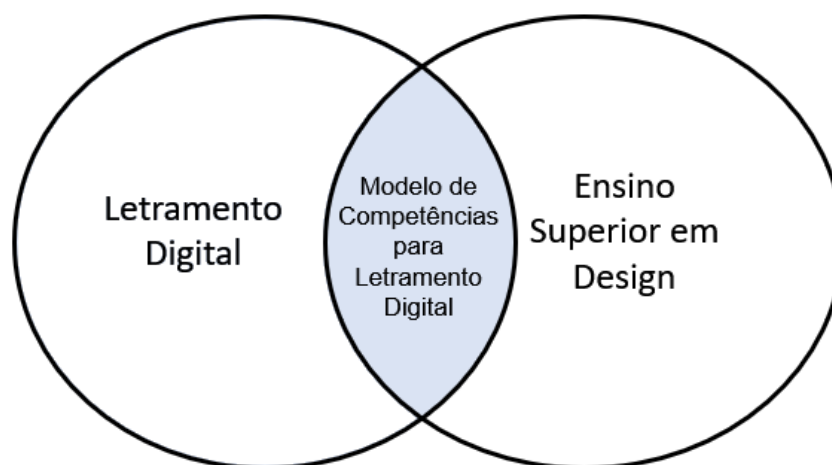 Letramento
Digital
Modelo de
Competências
para
Letramento
Digital
Ensino
Superior em
Design